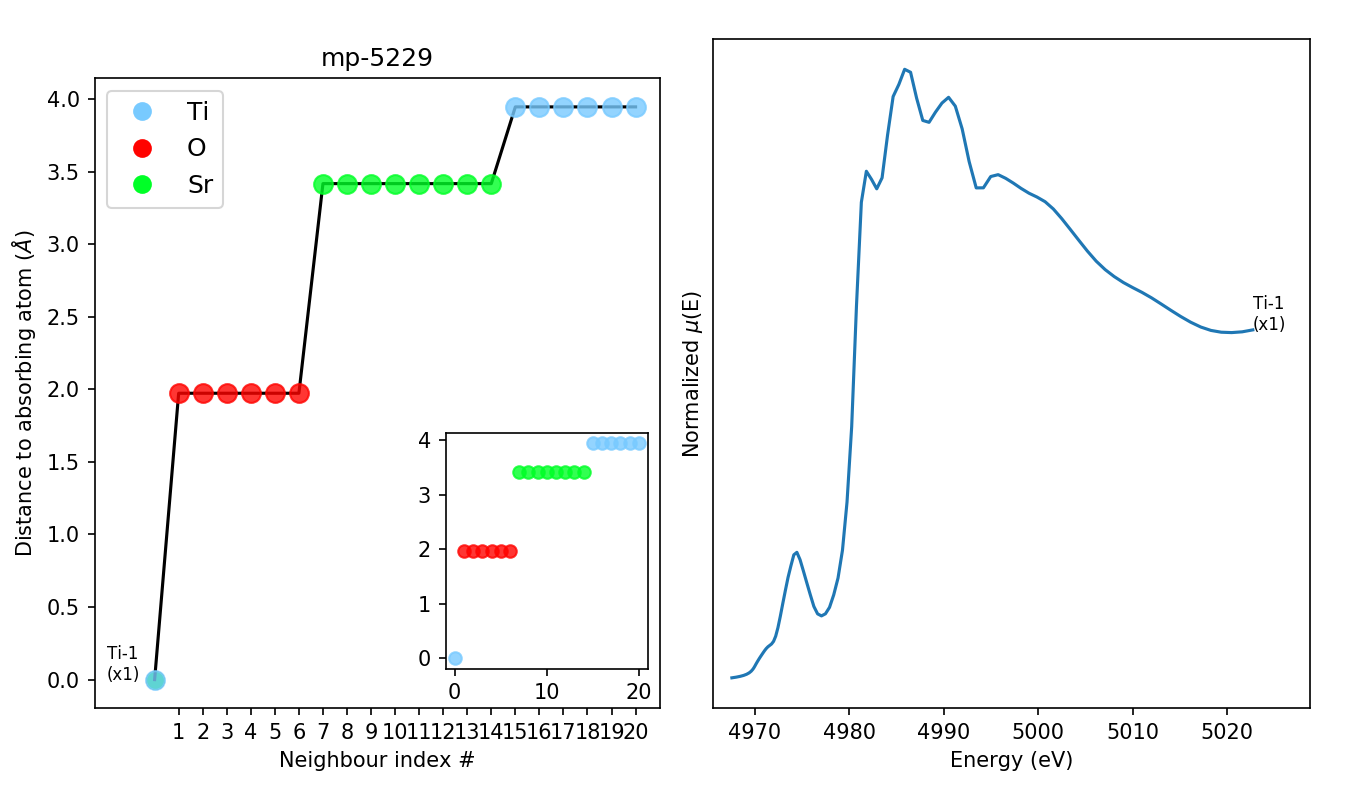 mp-5229
Ti
O
Sr
4.0
3.5
3.0
2.5
2.0
1.5
1.0
0.5
0.0
Distance to absorbing atom (Å)
Ti-1
(x1)
1 2 3 4 5 6 7 8 9 10 11 12 13 14 15 16 17 18 19 20
Neighbour index #
4
3
2
1
0
0 10 20
Normalized μ(E)
Ti-1
(x1)
4970 4980 4990 5000 5010 5020
Energy (eV)